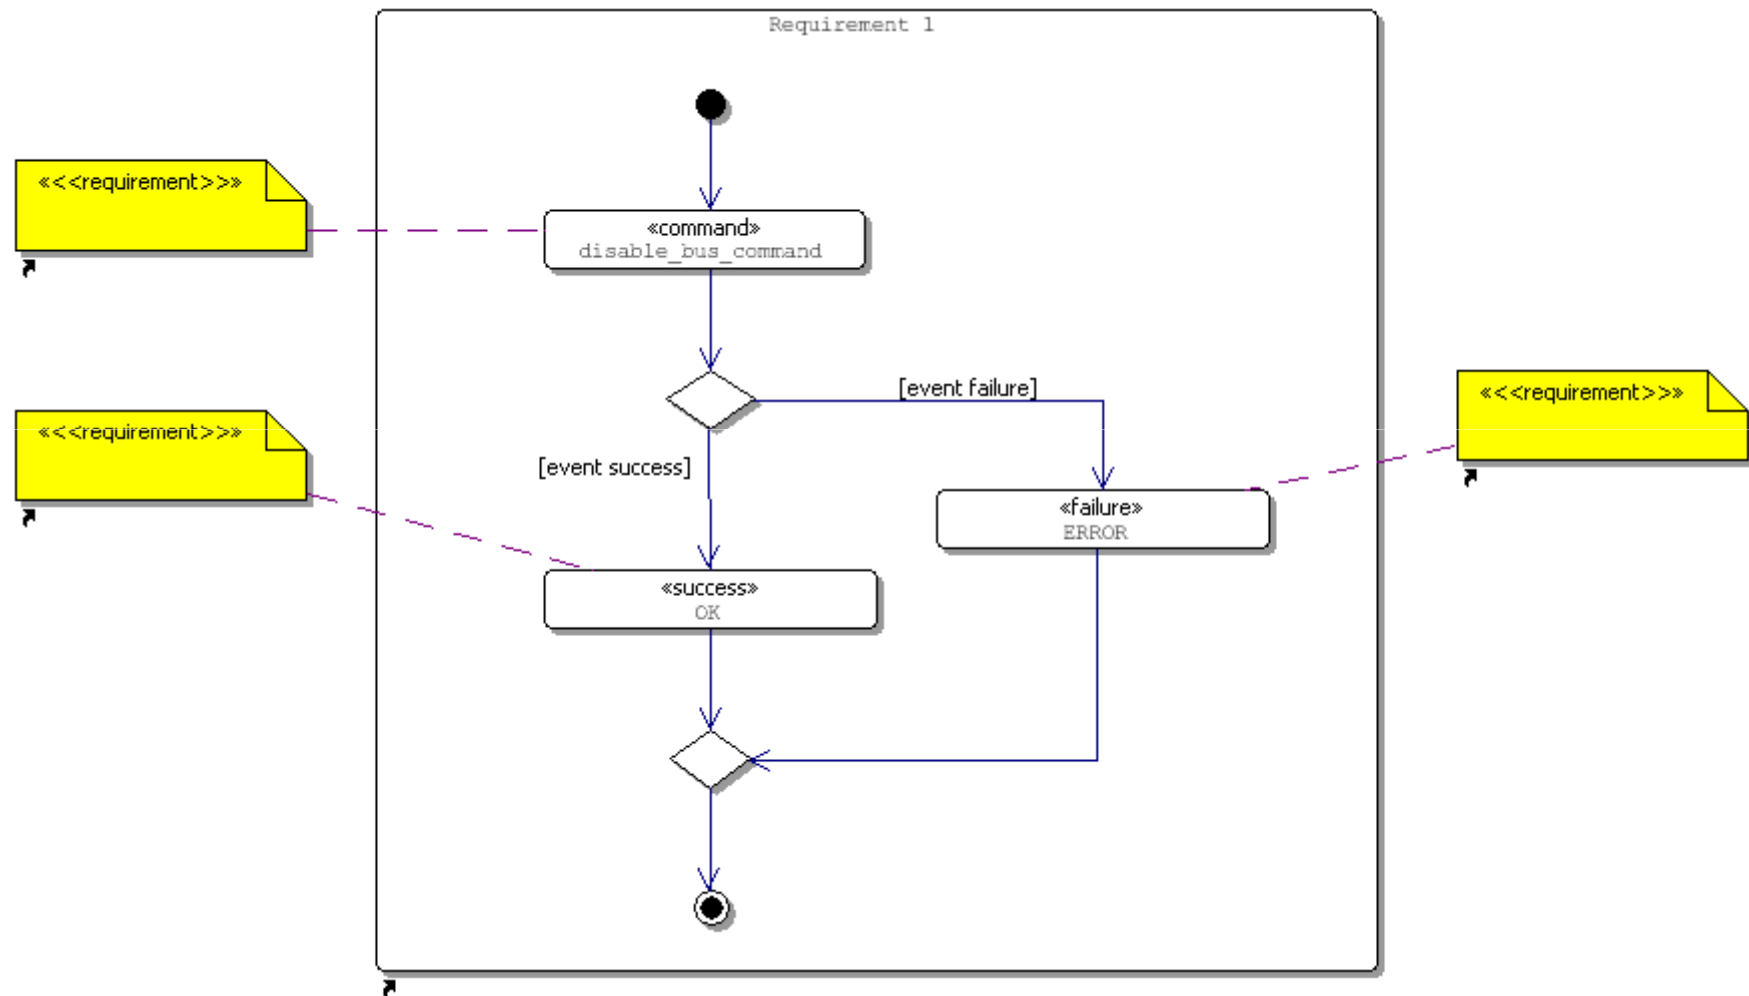 Requirement 1
«<<requirement>>»
«command»
disable_bus_command
[event failure]
«<<requirement>>»
«<<requirement>>»
[event success]
«failure»
ERROR
«success»
OK